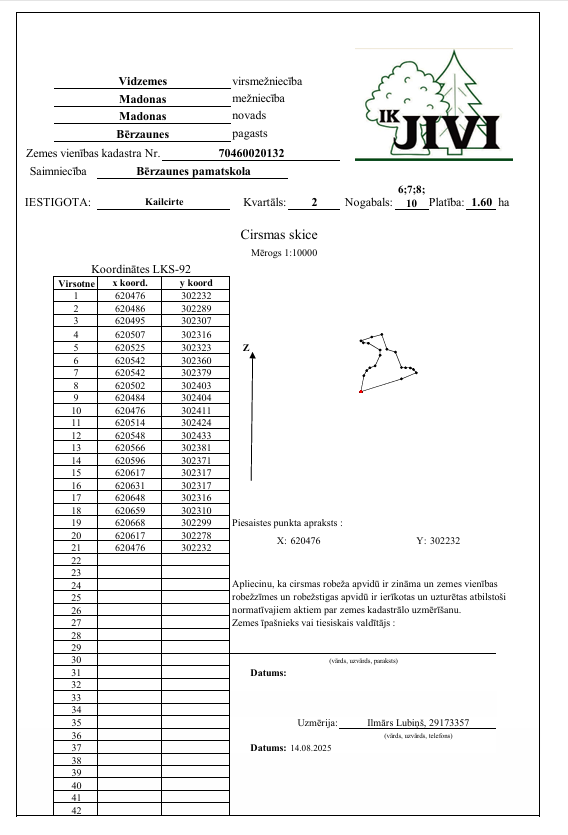 Vidzemes virsmežniecība
Madonas mežniecība
Madonas novads
Bērzaunes pagasts
IK JIVI
Zemes vienības kadastra Nr. 70460020132
Saimniecība Bērzaunes pamatskola
IESTIGOTA: Kailcirte Kvartāls: 2 Nogabals: 6;7;8; 10 Platība: 1.60 ha
Cirsmas skice
Mērogs 1:10000
Koordinātes LKS-92
Virsotne x koord. y koord
1 620476 302232
2 620486 302289
3 620495 302307
4 620507 302316
5 620525 302323
6 620542 302360
7 620542 302379
8 620502 302403
9 620484 302404
10 620476 302411
11 620514 302424
12 620548 302433
13 620566 302381
14 620596 302371
15 620617 302317
16 620631 302317
17 620648 302316
18 620659 302310
19 620668 302299
20 620617 302278
21 620476 302232
22
23
24
25
26
27
28
29
30
31
32
33
34
35
36
37
38
39
40
41
42
Z
Piesaistes punkta apraksts :
X: 620476 Y: 302232
Apliecinu, ka cirsmas robeža apvidū ir zināma un zemes vienības
robežzīmes un robežstigas apvidū ir ierīkotas un uzturētas atbilstoši
normatīvajiem aktiem par zemes kadastrālo uzmērīšanu.
Zemes īpašnieks vai tiesiskais valdītājs :
(vārds, uzvārds, paraksts)
Datums:
Uzmērīja: Ilmārs Lubiņš, 29173357
(vārds, uzvārds, telefons)
Datums: 14.08.2025